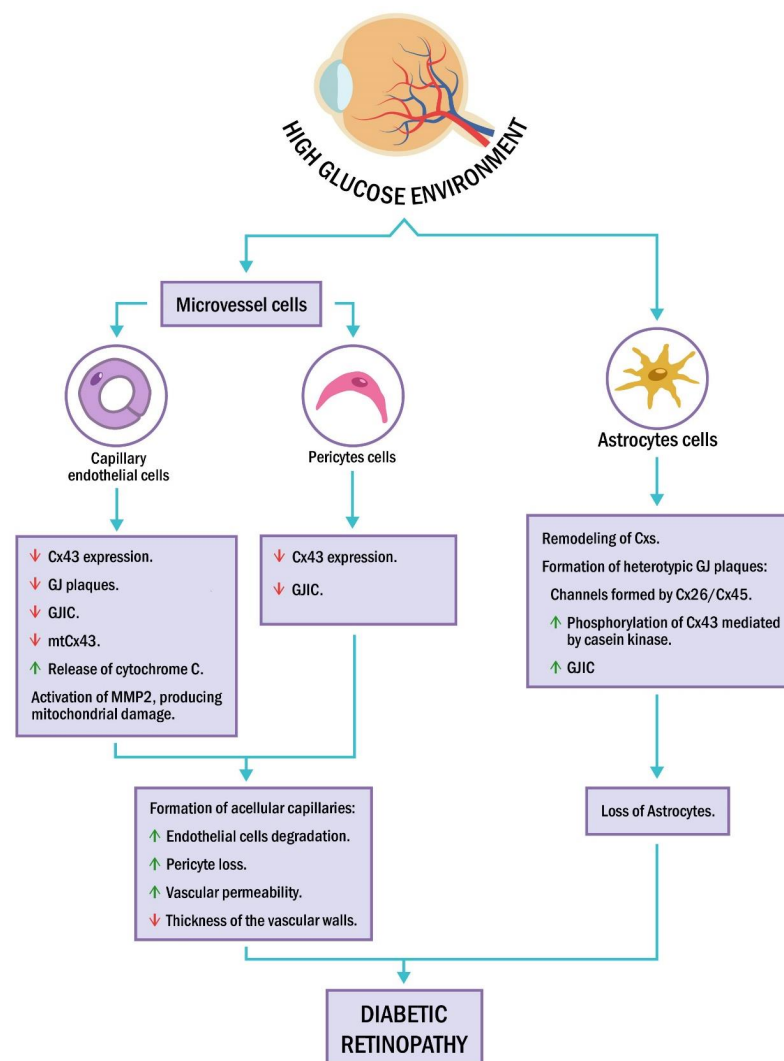 HIGH GLUCOSE ENVIRONMENT
Microvessel cells
Capillary
endothelial cells
Pericytes cells
Astrocytes cells
↓ Cx43 expression.
↓ GJ plaques.
↓ GJIC.
↓ mtCx43.
↑ Release of cytochrome C.
Activation of MMP2, producing
mitochondrial damage.
↓ Cx43 expression.
↓ GJIC.
Remodeling of Cxs.
Formation of heterotypic GJ plaques:
Channels formed by Cx26/Cx45.
↑ Phosphorylation of Cx43 mediated
by casein kinase.
↑ GJIC
Formation of acellular capillaries:
↑ Endothelial cells degradation.
↑ Pericyte loss.
↑ Vascular permeability.
↓ Thickness of the vascular walls.
Loss of Astrocytes.
DIABETIC
RETINOPATHY